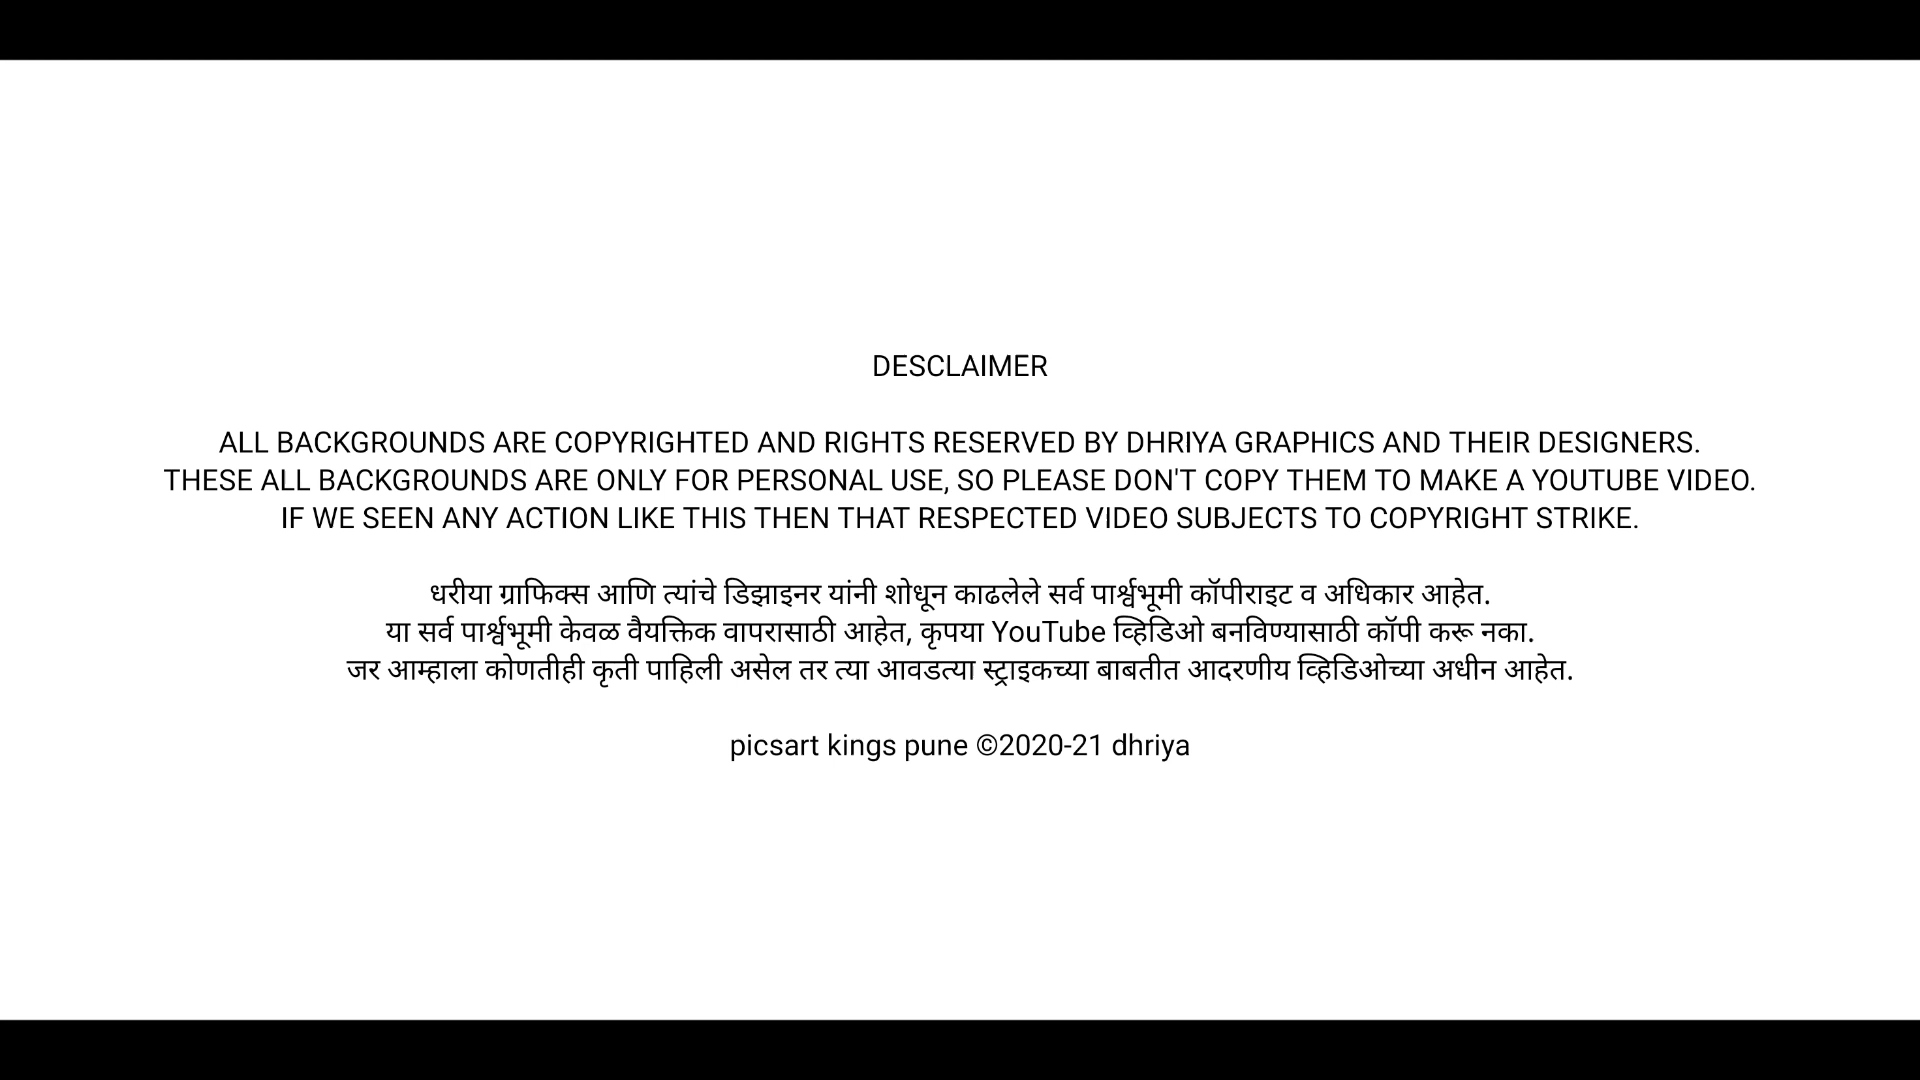 DESCLAIMER
ALL BACKGROUNDS ARE COPYRIGHTED AND RIGHTS RESERVED BY DHRIYA GRAPHICS AND THEIR DESIGNERS.
THESE ALL BACKGROUNDS ARE ONLY FOR PERSONAL USE, SO PLEASE DON'T COPY THEM TO MAKE A YOUTUBE VIDEO.
IF WE SEEN ANY ACTION LIKE THIS THEN THAT RESPECTED VIDEO SUBJECTS TO COPYRIGHT STRIKE.
धरीया ग्राफिक्स आणि त्यांचे डिझाइनर यांनी शोधून काढलेले सर्व पार्श्वभूमी कॉपीराइट व अधिकार आहेत.
या सर्व पार्श्वभूमी केवळ वैयक्तिक वापरासाठी आहेत, कृपया YouTube व्हिडिओ बनविण्यासाठी कॉपी करू नका.
जर आम्हाला कोणतीही कृती पाहिली असेल तर त्या आवडत्या स्ट्राइकच्या बाबतीत आदरणीय व्हिडिओच्या अधीन आहेत.
picsart kings pune ©2020-21 dhriya